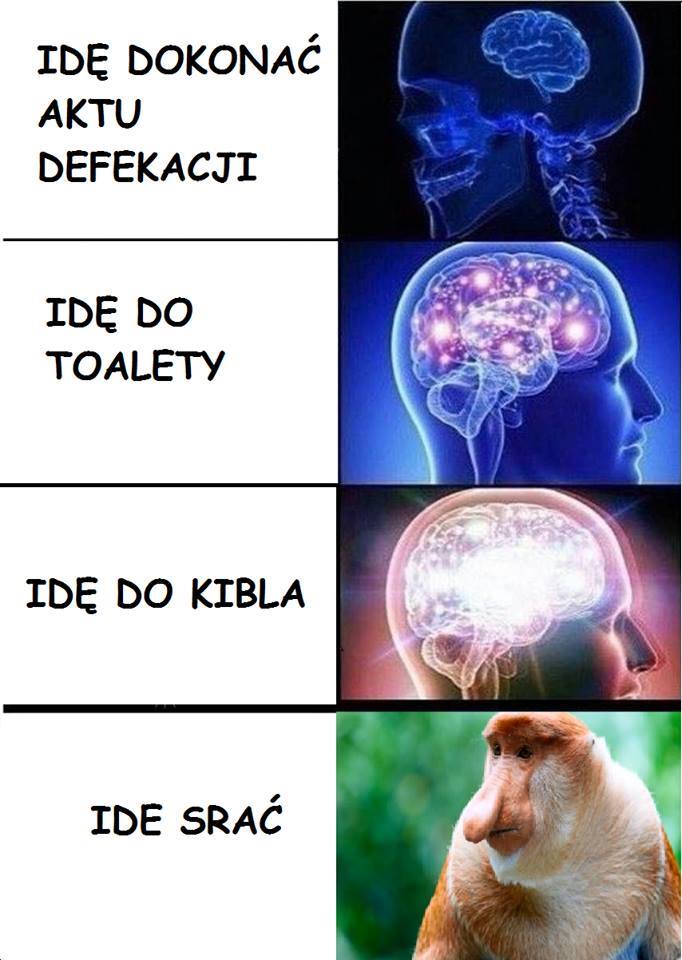 IDĘ DOKONAĆ
AKTU
DEFEKACJI
IDĘ DO
TOALETY
IDĘ DO KIBLA
IDE SRAĆ